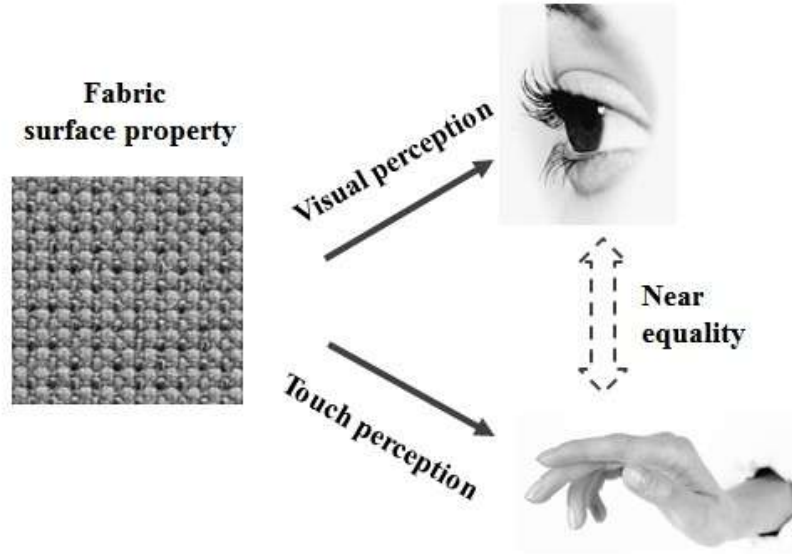 Fabric
surface property
Visual perception
Near
equality
Touch perception